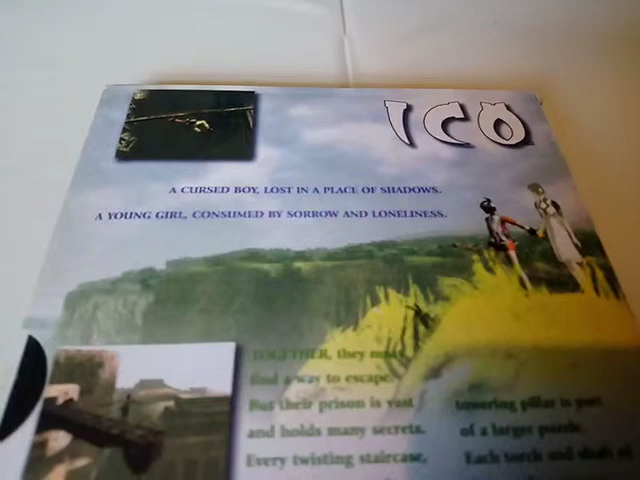 ICO
A CURSED BOY, LOST IN A PLACE OF SHADOWS.
A YOUNG GIRL, CONSUMED BY SORROW AND LONELINESS.
TOGETHER, they must
find a way to escape.
But their prison is vast
and holds many secrets.
Every twisting staircase,
towering pillar is part
of a larger puzzle.
Each torch and shaft of